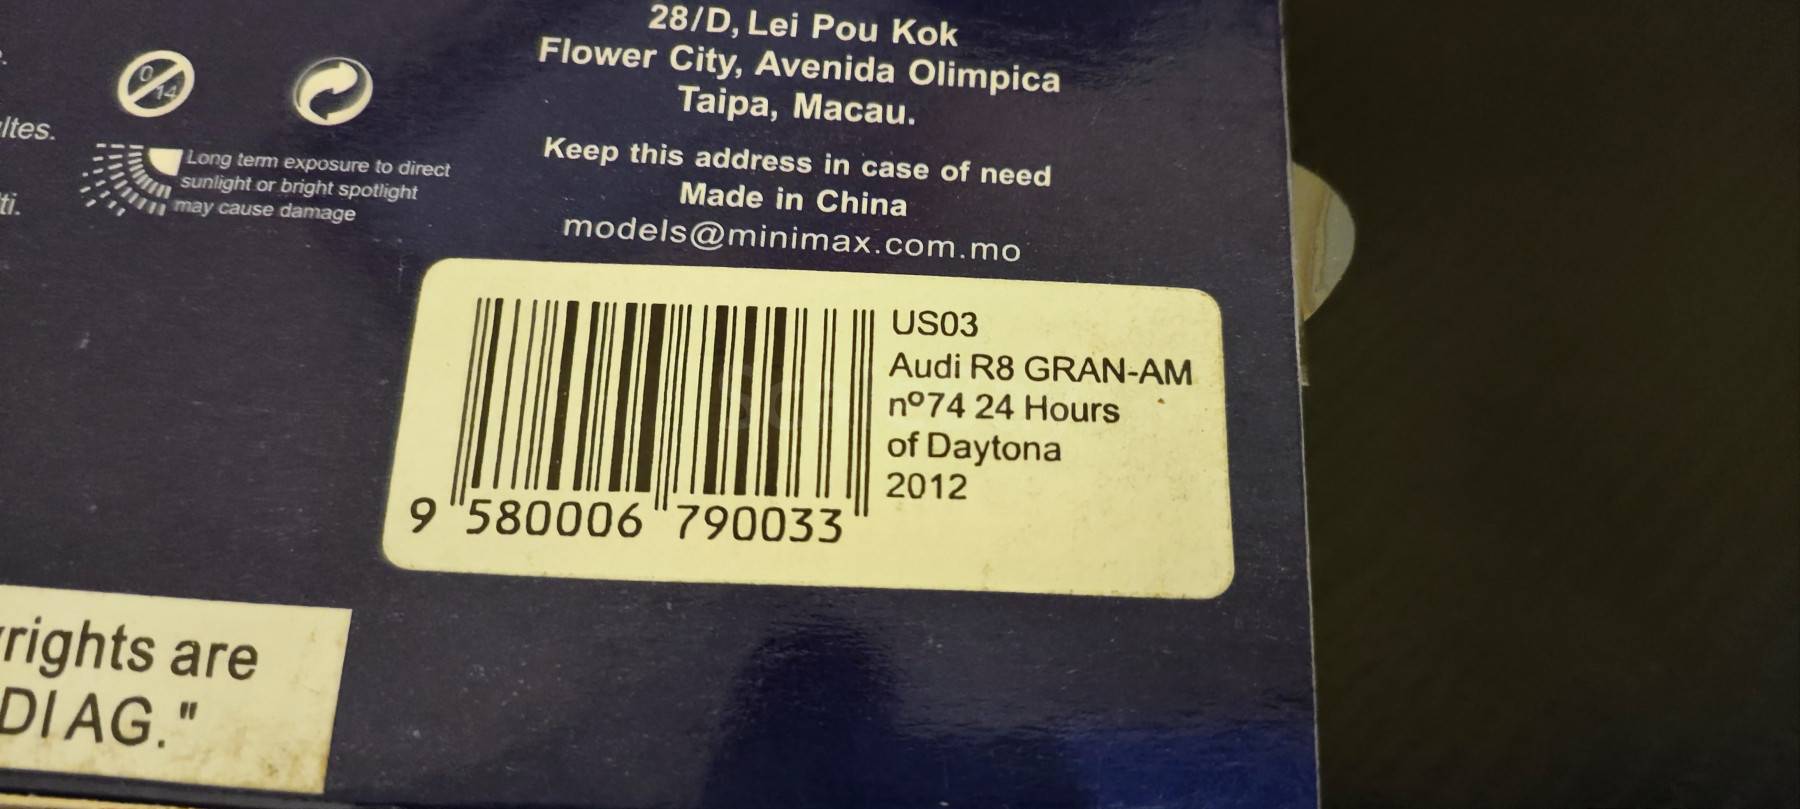 28/D, Lei Pou Kok
Flower City, Avenida Olimpica
Taipa, Macau.
0
14
ltes.
Keep this address in case of need
Long term exposure to direct
sunlight or bright spotlight
may cause damage
ti.
Made in China
models@minimax.com.mo
US03
Audi R8 GRAN-AM
nº74 24 Hours
of Daytona
2012
9 580006 790033
rights are
DI AG."